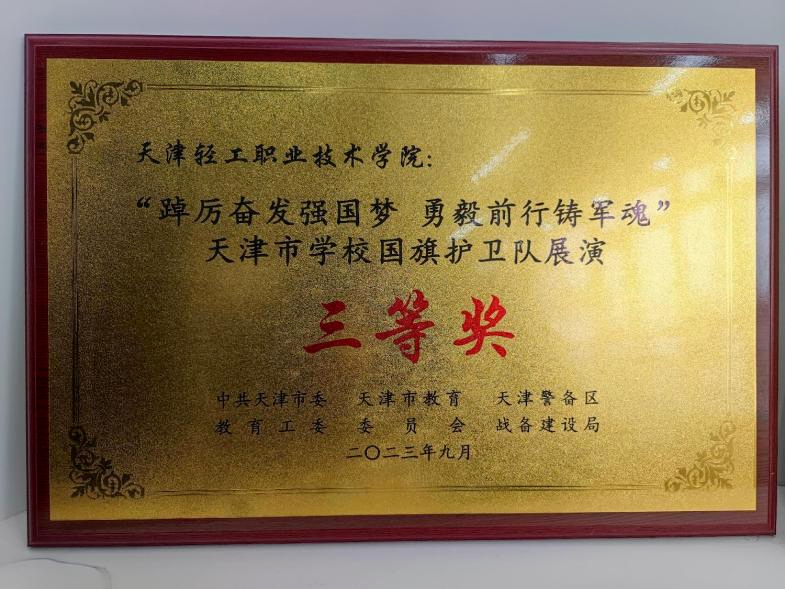 天津轻工职业技术学院：
“踔厉奋发强国梦 勇毅前行铸军魂”
天津市学校国旗护卫队展演
三等奖
中共天津市委 天津市教育 天津警备区
教育工委 委员会 战备建设局
二〇二三年九月